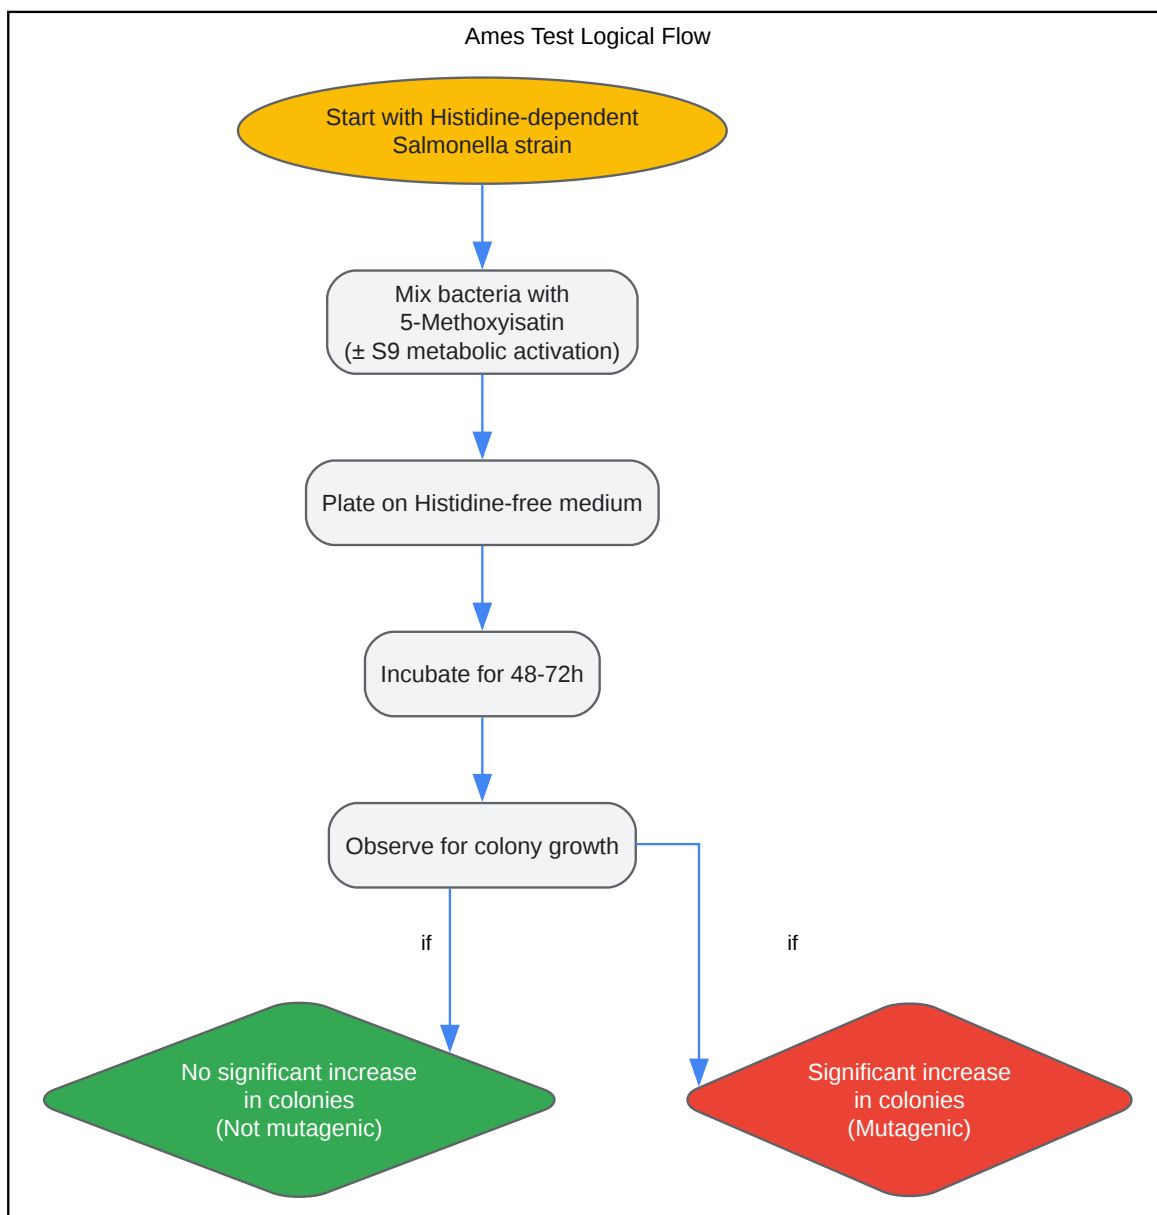 Ames Test Logical Flow
Start with Histidine-dependent
Salmonella strain
Mix bacteria with
5-Methoxyisatin
(± S9 metabolic activation)
Plate on Histidine-free medium
Incubate for 48-72h
Observe for colony growth
if
if
No significant increase
in colonies
(Not mutagenic)
Significant increase
in colonies
(Mutagenic)